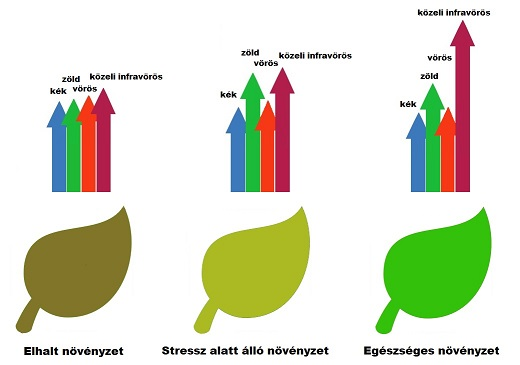 kék
zöld
vörös
közeli infravörös
kék
zöld
vörös
közeli infravörös
kék
zöld
vörös
közeli infravörös
Elhalt növényzet
Stressz alatt álló növényzet
Egészséges növényzet